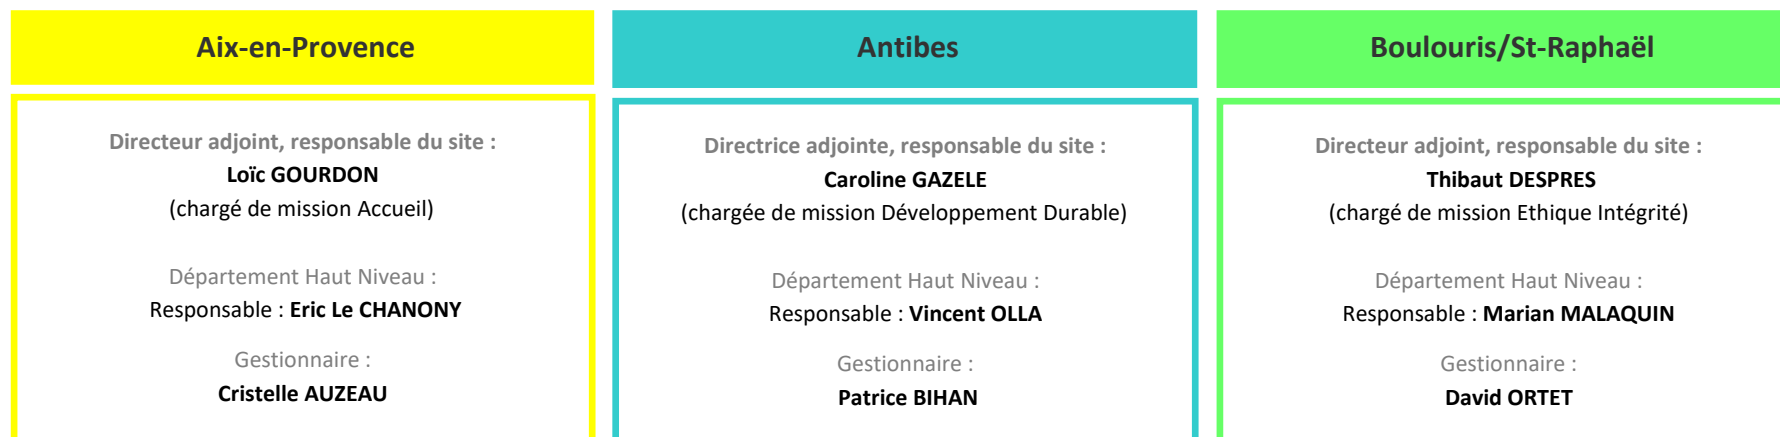 Aix-en-Provence
Directeur adjoint, responsable du site :
Loïc GOURDON
(chargé de mission Accueil)
Département Haut Niveau :
Responsable : Eric Le CHANONY
Gestionnaire :
Cristelle AUZEAU
Antibes
Directrice adjointe, responsable du site :
Caroline GAZELE
(chargée de mission Développement Durable)
Département Haut Niveau :
Responsable : Vincent OLLA
Gestionnaire :
Patrice BIHAN
Boulouris/St-Raphaël
Directeur adjoint, responsable du site :
Thibaut DESPRES
(chargé de mission Ethique Intégrité)
Département Haut Niveau :
Responsable : Marian MALAQUIN
Gestionnaire :
David ORTET